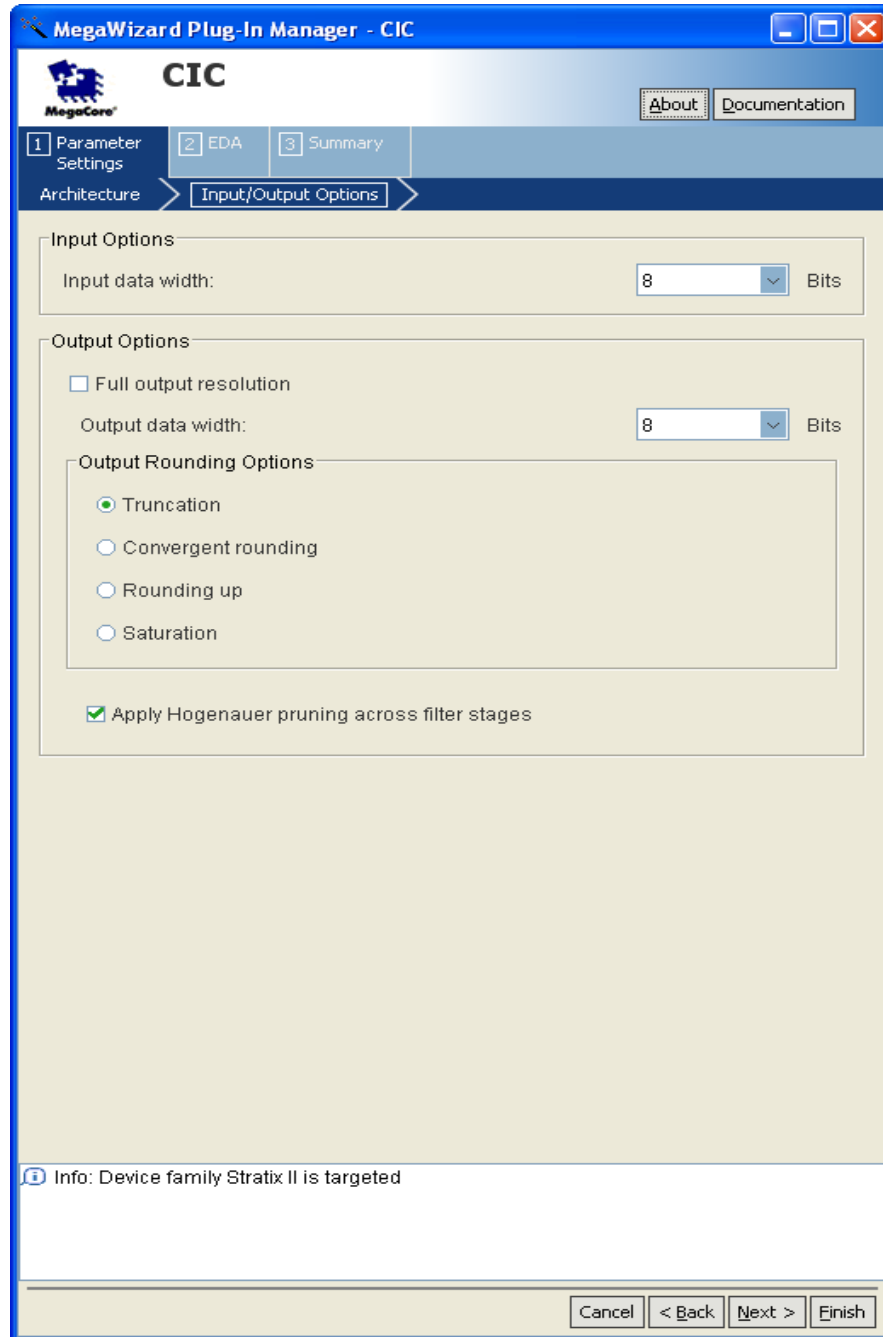 MegaWizard Plug-In Manager - CIC
MegaCore®
CIC
About
Documentation
1 Parameter Settings
2 EDA
3 Summary
Architecture
Input/Output Options
Input Options
Input data width: 8 Bits
Output Options
Full output resolution
Output data width: 8 Bits
Output Rounding Options
Truncation
Convergent rounding
Rounding up
Saturation
Apply Hogenauer pruning across filter stages
Info: Device family Stratix II is targeted
Cancel < Back Next > Finish